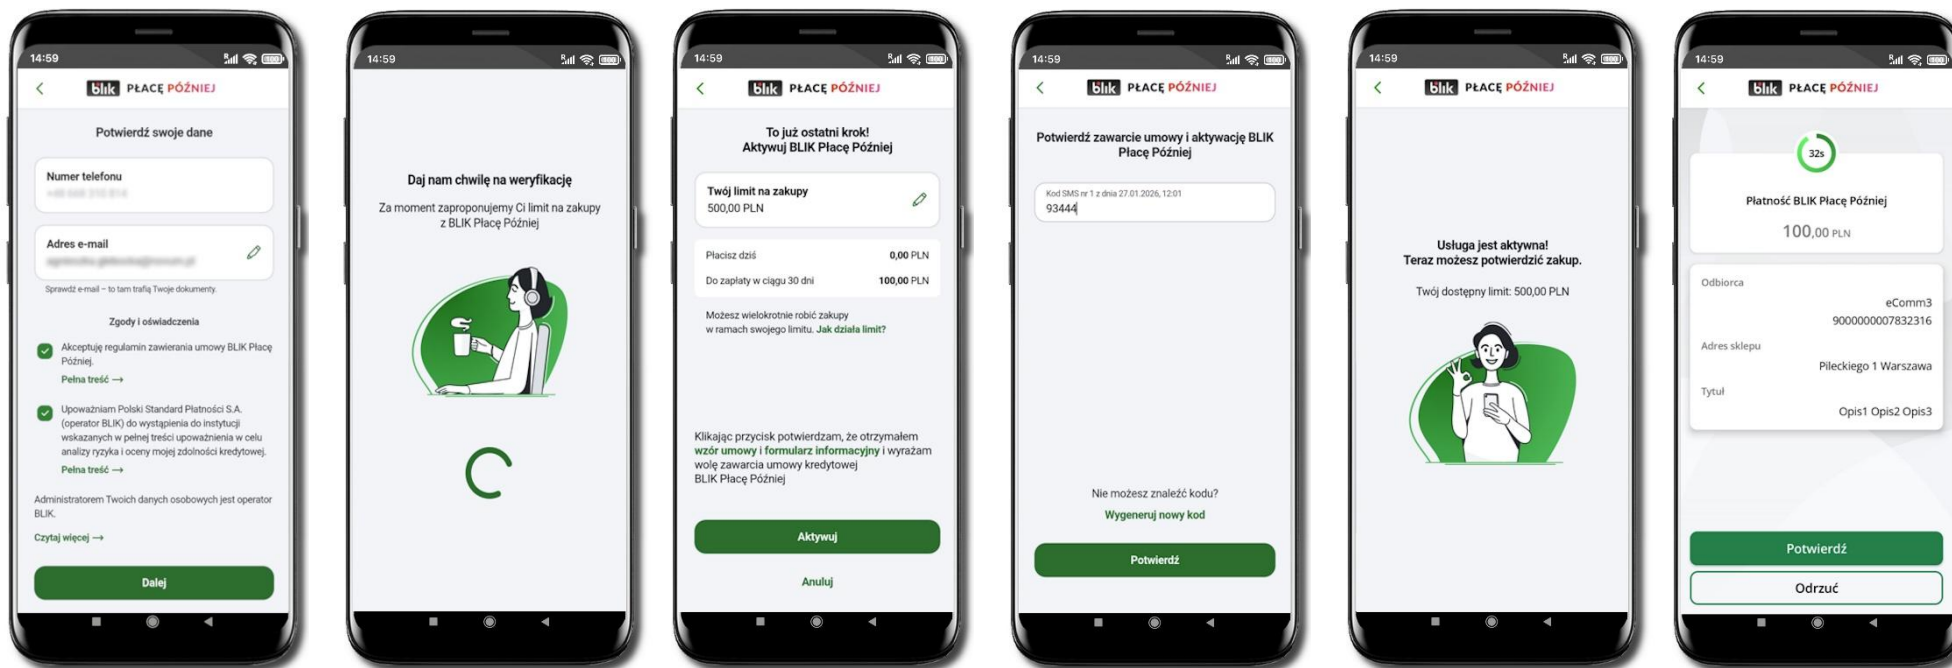 14:59
blik PŁACĘ PÓŹNIEJ
Potwierdź swoje dane
Numer telefonu
Adres e-mail
Sprawdź e-mail – to tam trafią Twoje dokumenty.
Zgody i oświadczenia
Akceptuję regulamin zawierania umowy BLIK Płacę
Później.
Pełna treść →
Upoważniam Polski Standard Płatności S.A.
(operator BLIK) do wystąpienia do instytucji
wskazanych w pełnej treści upoważnienia w celu
analizy ryzyka i oceny mojej zdolności kredytowej.
Pełna treść →
Administratorem Twoich danych osobowych jest operator
BLIK.
Czytaj więcej →
Dalej
14:59
Daj nam chwilę na weryfikację
Za moment zaproponujemy Ci limit na zakupy
z BLIK Płacę Później
14:59
blik PŁACĘ PÓŹNIEJ
To już ostatni krok!
Aktywuj BLIK Płacę Później
Twój limit na zakupy
500,00 PLN
Płacisz dziś 0,00 PLN
Do zapłaty w ciągu 30 dni 100,00 PLN
Możesz wielokrotnie robić zakupy
w ramach swojego limitu. Jak działa limit?
Klikając przycisk potwierdzam, że otrzymałem
wzór umowy i formularz informacyjny i wyrażam
wolę zawarcia umowy kredytowej
BLIK Płacę Później
Aktywuj
Anuluj
14:59
blik PŁACĘ PÓŹNIEJ
Potwierdź zawarcie umowy i aktywację BLIK
Płacę Później
Kod SMS nr 1 z dnia 27.01.2026, 12:01
93444
Nie możesz znaleźć kodu?
Wygeneruj nowy kod
Potwierdź
14:59
blik PŁACĘ PÓŹNIEJ
Usługa jest aktywna!
Teraz możesz potwierdzić zakup.
Twój dostępny limit: 500,00 PLN
14:59
blik PŁACĘ PÓŹNIEJ
32s
Płatność BLIK Płacę Później
100,00 PLN
Odbiorca
eComm3
9000000007832316
Adres sklepu
Pileckiego 1 Warszawa
Tytuł
Opis1 Opis2 Opis3
Potwierdź
Odrzuć